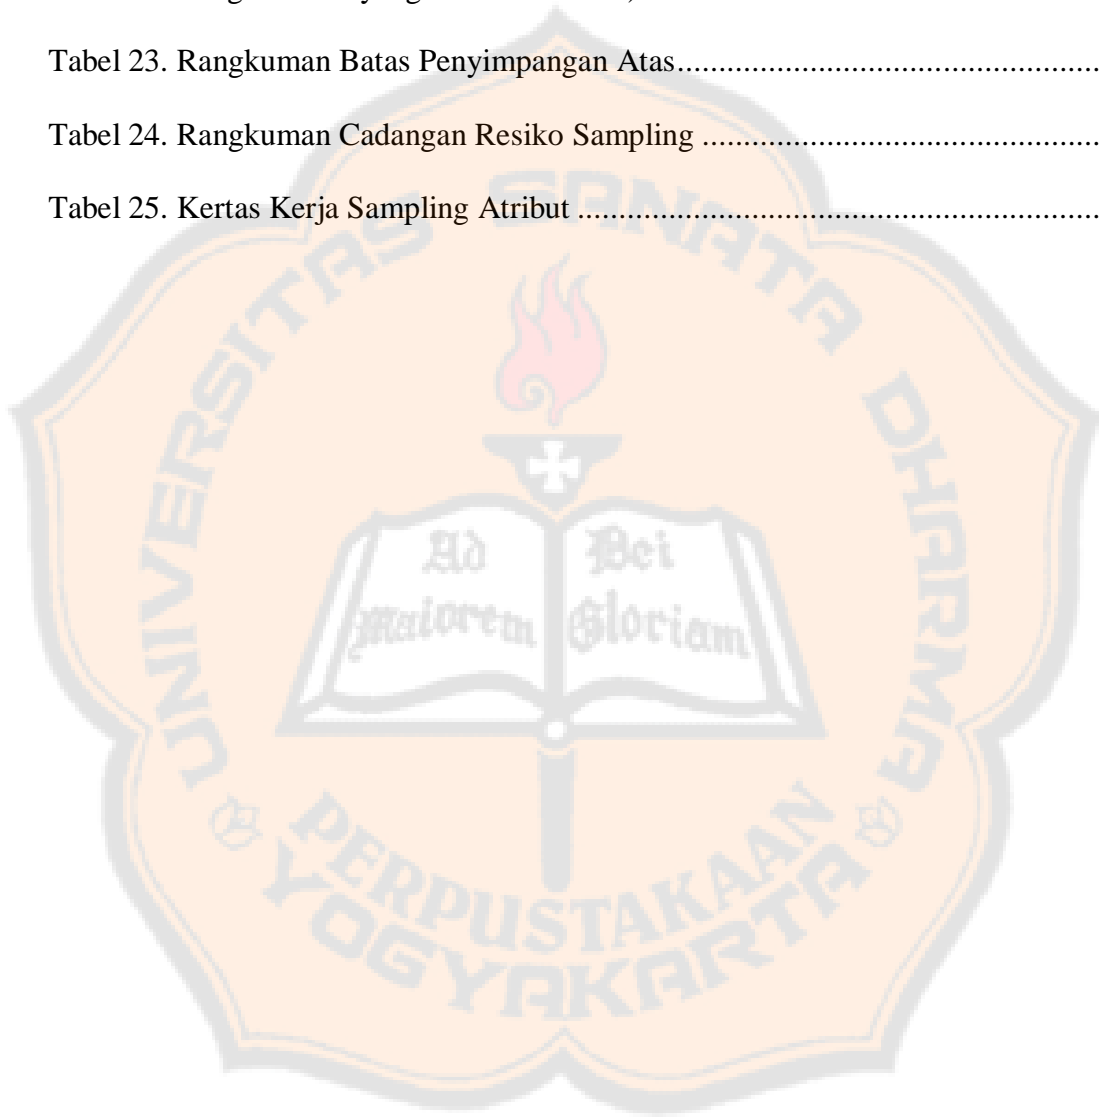 Tabel 23. Rangkuman Batas Penyimpangan Atas....................................................
Tabel 24. Rangkuman Cadangan Resiko Sampling .................................................
Tabel 25. Kertas Kerja Sampling Atribut ................................................................
UNIVERSITAS SANATA DHARMA
Ad Dei
maiorem Gloriam
PERPUSTAKAAN
YOGYAKARTA